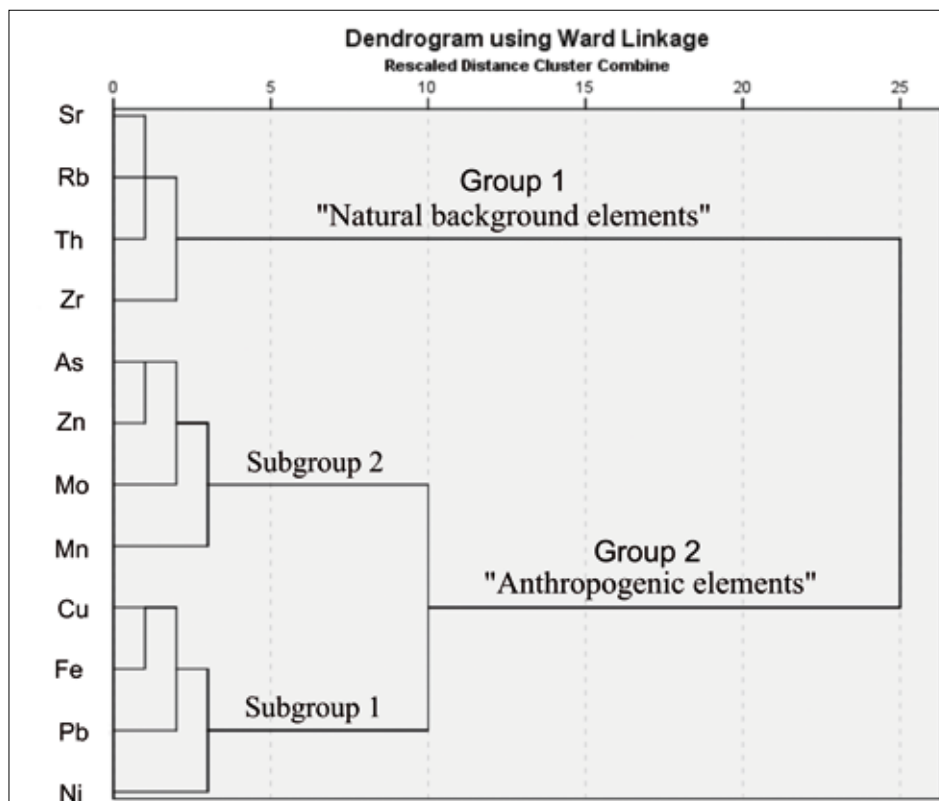 Dendrogram using Ward Linkage
Rescaled Distance Cluster Combine
0 5 10 15 20 25
Sr
Rb
Group 1
"Natural background elements"
Th
Zr
As
Zn
Subgroup 2
Mo
Mn
Group 2
"Anthropogenic elements"
Cu
Fe
Subgroup 1
Pb
Ni